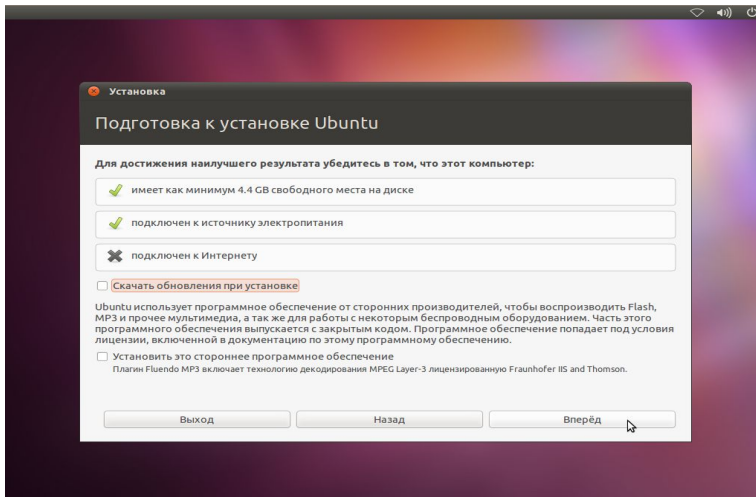 Установка
Подготовка к установке Ubuntu
Для достижения наилучшего результата убедитесь в том, что этот компьютер:
имеет как минимум 4.4 GB свободного места на диске
подключен к источнику электропитания
подключен к Интернету
Скачать обновления при установке
Ubuntu использует программное обеспечение от сторонних производителей, чтобы воспроизводить Flash,
MP3 и прочее мультимедиа, а так же для работы с некоторым беспроводным оборудованием. Часть этого
программного обеспечения выпускается с закрытым кодом. Программное обеспечение попадает под условия
лицензии, включенной в документацию по этому программному обеспечению.
Установить это стороннее программное обеспечение
Плагин Fluendo MP3 включает технологию декодирования MPEG Layer-3 лицензированную Fraunhofer IIS and Thomson.
Выход
Назад
Вперёд